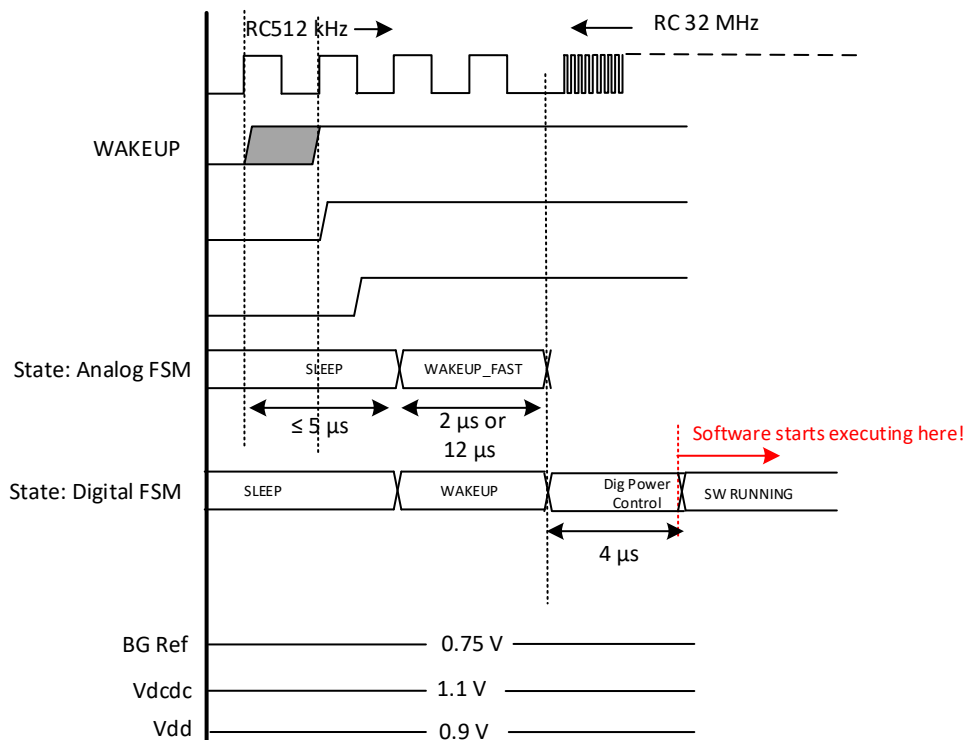 RC512 kHz
RC 32 MHz
WAKEUP
State: Analog FSM
SLEEP
WAKEUP_FAST
≤ 5 µs
2 µs or
12 µs
Software starts executing here!
State: Digital FSM
SLEEP
WAKEUP
Dig Power
Control
SW RUNNING
4 µs
BG Ref
0.75 V
Vdcdc
1.1 V
Vdd
0.9 V